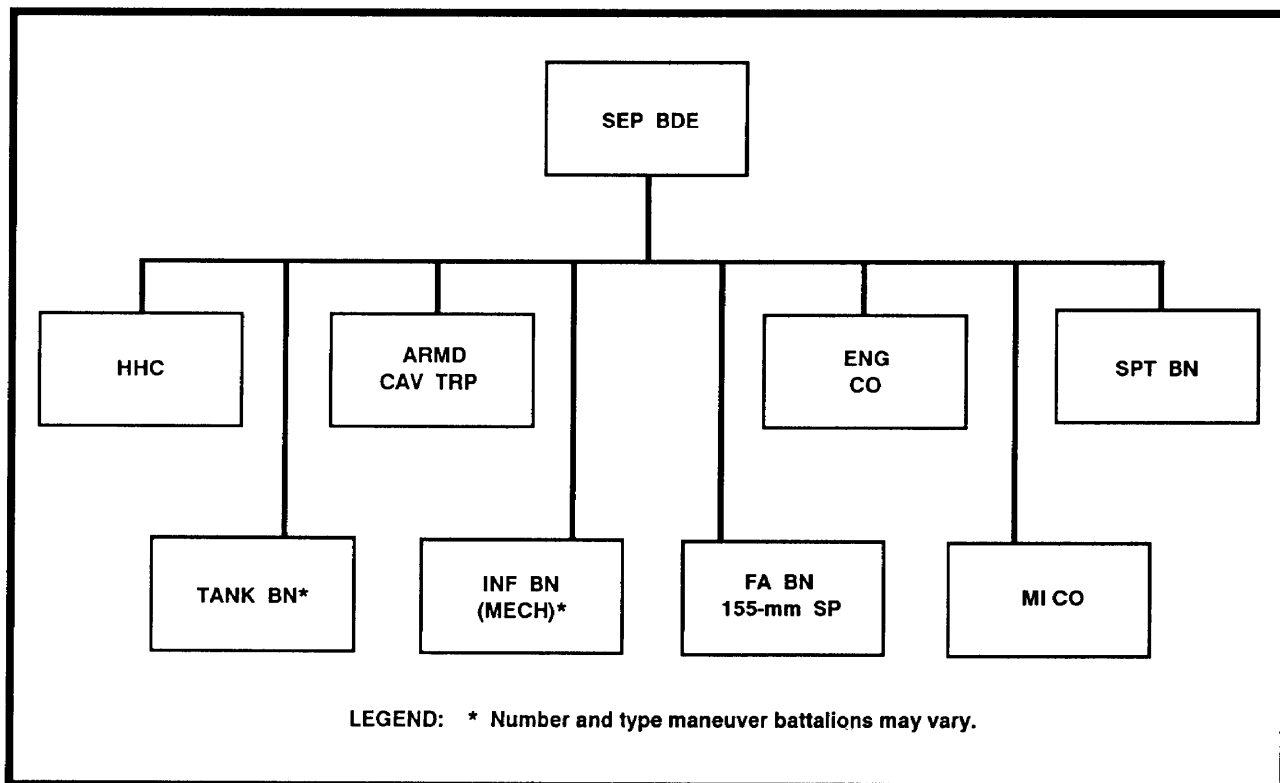 SEP BDE
HHC
ARMD
CAV TRP
ENG
CO
SPT BN
TANK BN*
INF BN
(MECH)*
FA BN
155-mm SP
MI CO
LEGEND: * Number and type maneuver battalions may vary.